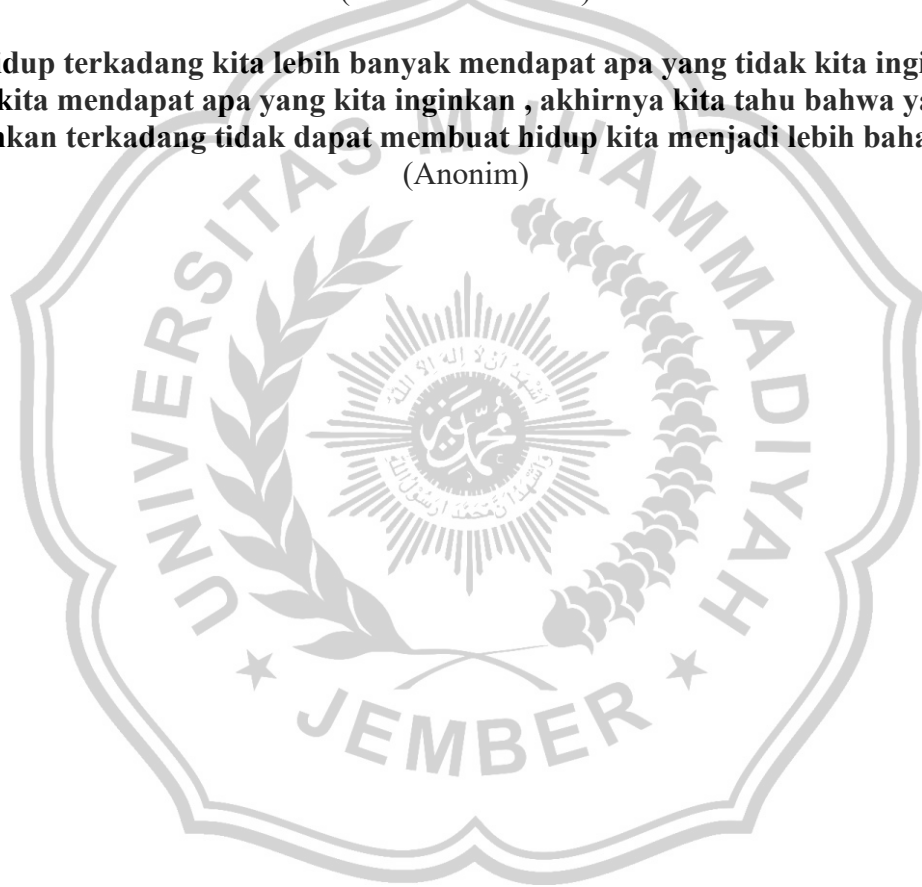 idup terkadang kita lebih banyak mendapat apa yang tidak kita ingi
kita mendapat apa yang kita inginkan , akhirnya kita tahu bahwa ya
nkan terkadang tidak dapat membuat hidup kita menjadi lebih baha
(Anonim)
UNIVERSITAS MUHAMMADIYAH
JEMBER